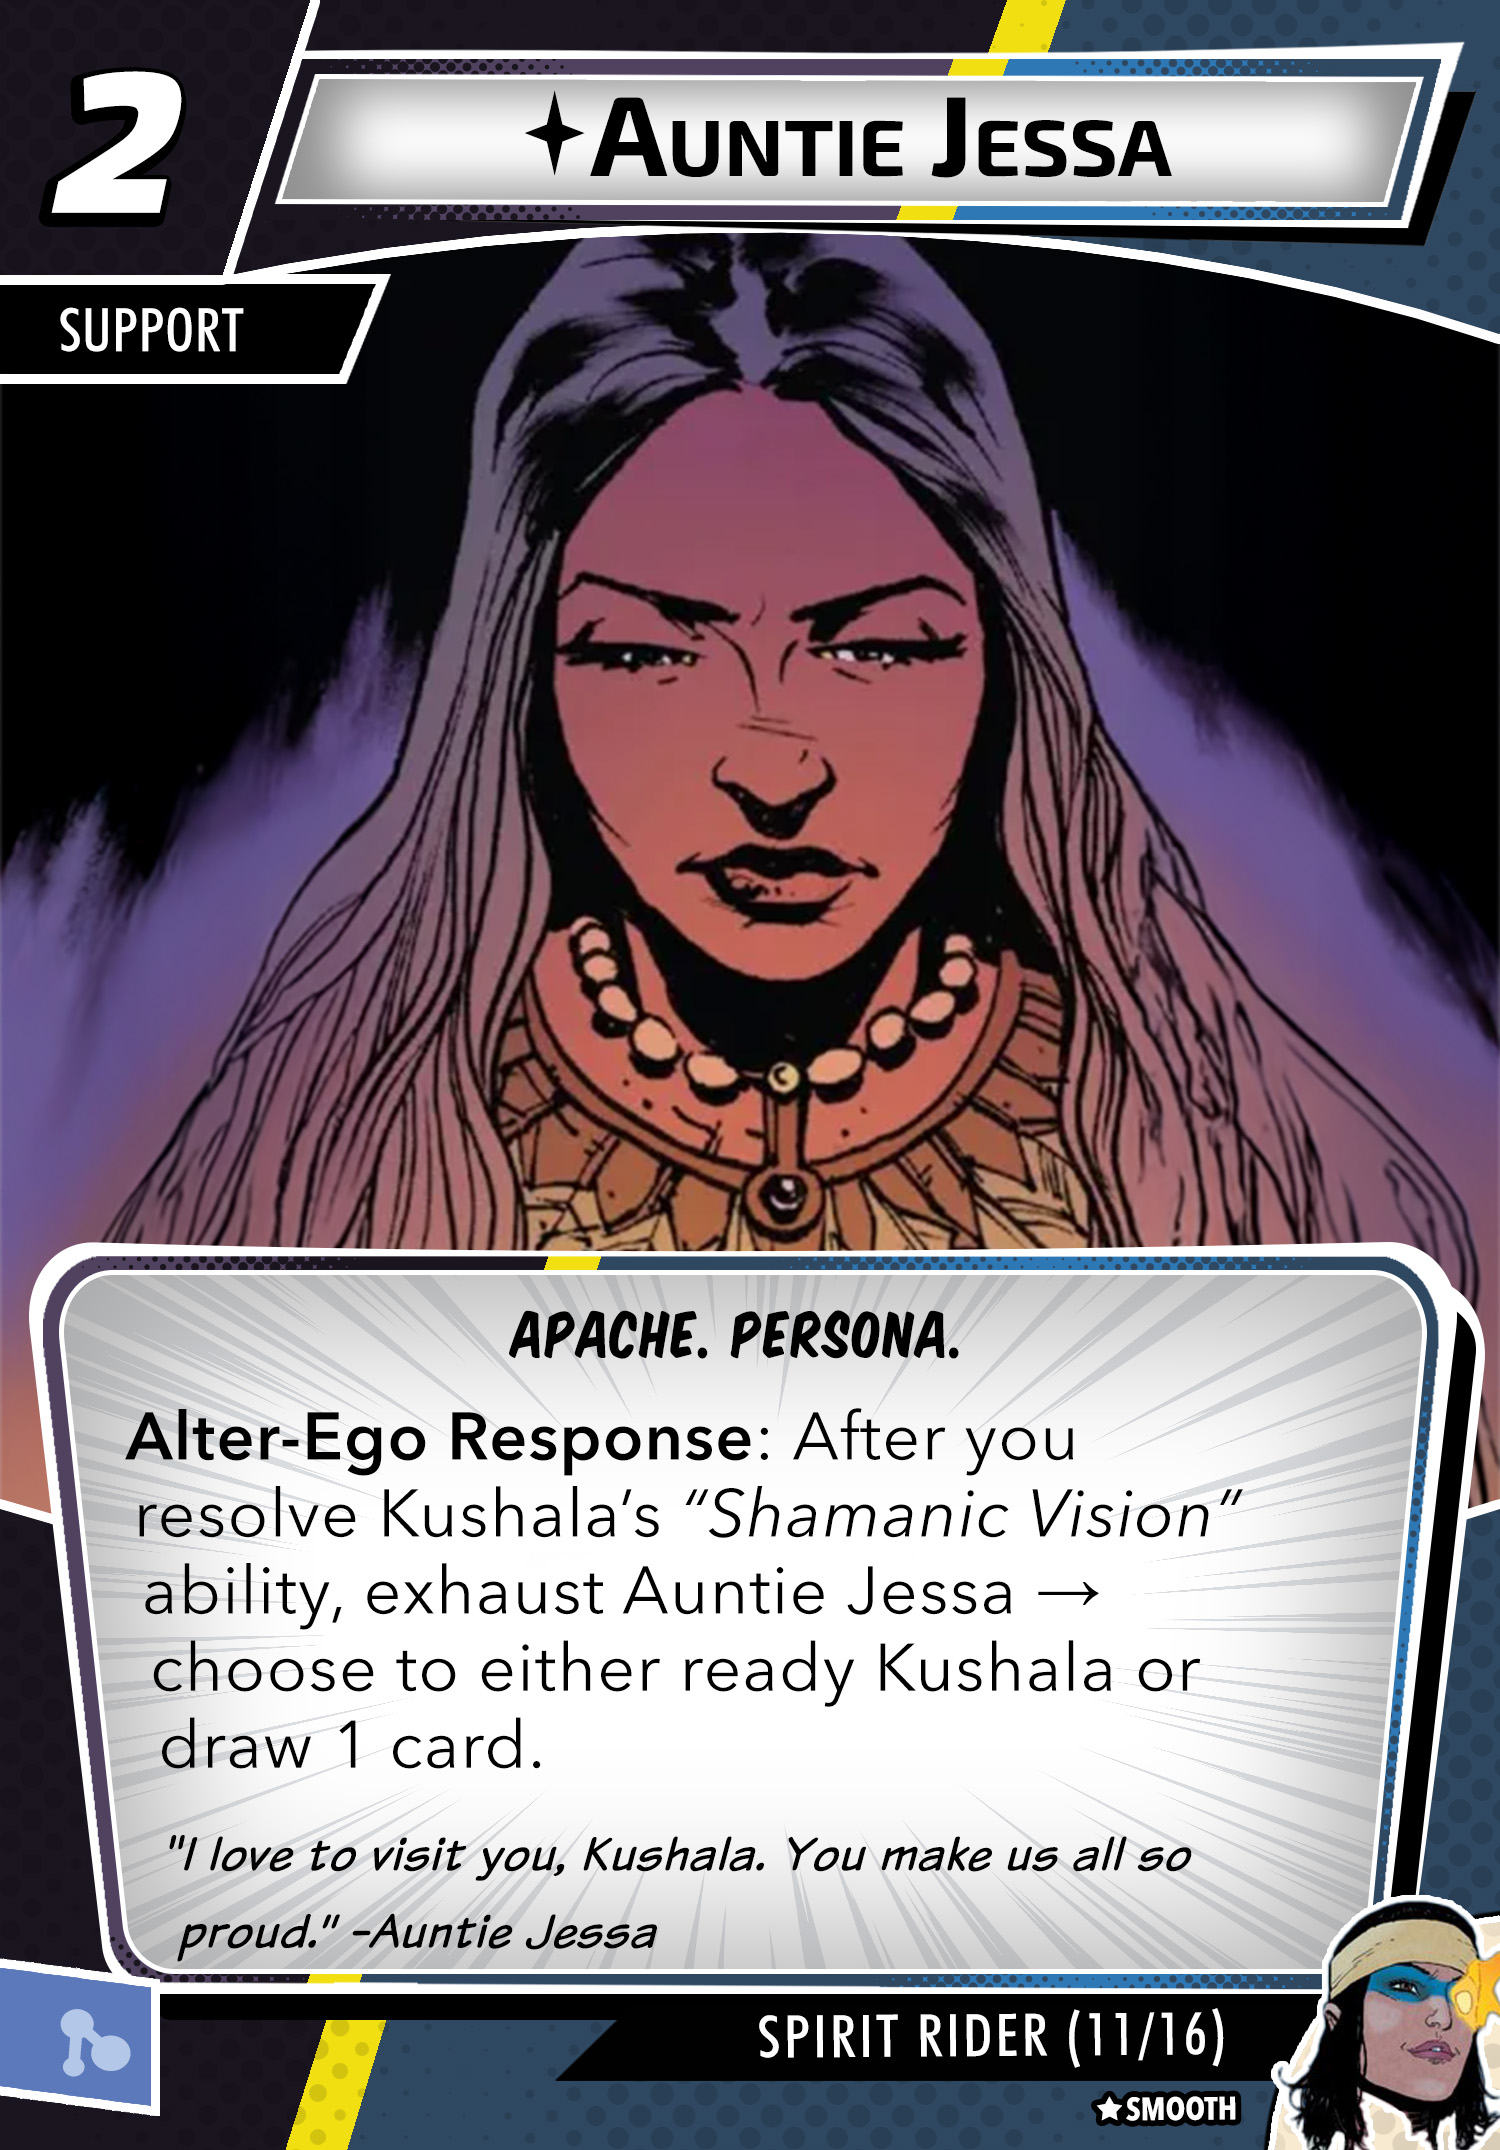 2
AUNTIE JESSA
SUPPORT
APACHE. PERSONA.
Alter-Ego Response: After you
resolve Kushala’s “Shamanic Vision”
ability, exhaust Auntie Jessa →
choose to either ready Kushala or
draw 1 card.
"I love to visit you, Kushala. You make us all so
proud." -Auntie Jessa
SPIRIT RIDER (11/16)
★SMOOTH